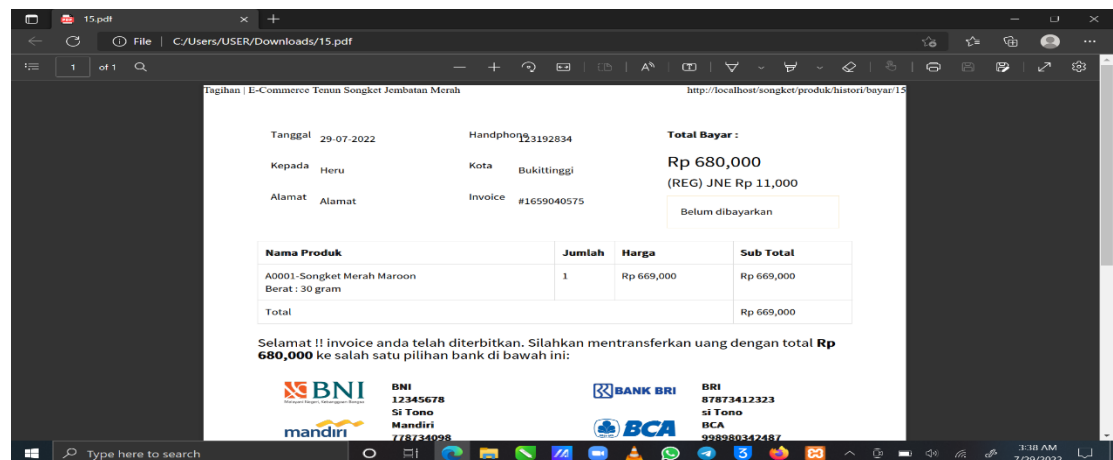 15.pdf
File | C:/Users/USER/Downloads/15.pdf
1 of 1
Tagihan | E-Commerce Tenun Songket Jembatan Merah http://localhost/songket/produk/histori/bayar/15
Tanggal 29-07-2022 Handphone 123192834 Total Bayar :
Kepada Heru Kota Bukittinggi Rp 680,000
(REG) JNE Rp 11,000
Alamat Alamat Invoice #1659040575 Belum dibayarkan
Nama Produk Jumlah Harga Sub Total
A0001-Songket Merah Maroon 1 Rp 669,000 Rp 669,000
Berat : 30 gram
Total Rp 669,000
Selamat !! invoice anda telah diterbitkan. Silahkan mentransferkan uang dengan total Rp
680,000 ke salah satu pilihan bank di bawah ini:
BNI BNI BANK BRI BRI
12345678 87873412323
Si Tono si Tono
mandiri Mandiri BCA BCA
778734098 998980342487
Type here to search
3:38 AM
7/29/2022